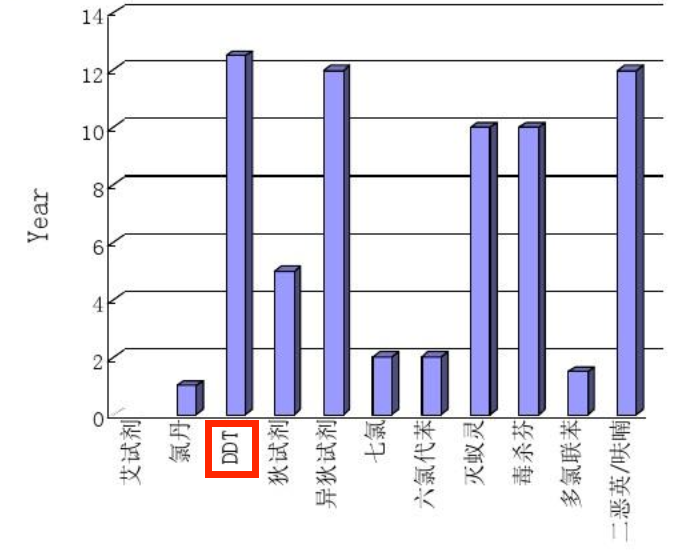 14
12
10
8
6
4
2
0
Year
艾试剂
氯丹
DDT
狄试剂
异狄试剂
七氯
六氯代苯
灭蚁灵
毒杀芬
多氯联苯
二恶英/呋喃